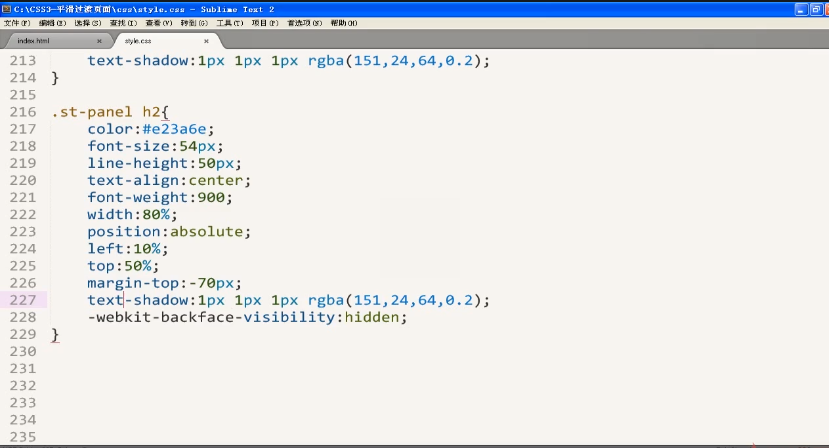 C:\CSS3-平滑过渡页面\css\style.css - Sublime Text 2
文件(F) 编辑(E) 选择(S) 查找(I) 查看(V) 转到(G) 工具(T) 项目(P) 首选项(N) 帮助(H)
index.html × style.css ×
213 text-shadow:1px 1px 1px rgba(151,24,64,0.2);
214 }
215
216 .st-panel h2{
217 color:#e23a6e;
218 font-size:54px;
219 line-height:50px;
220 text-align:center;
221 font-weight:900;
222 width:80%;
223 position:absolute;
224 left:10%;
225 top:50%;
226 margin-top:-70px;
227 text-shadow:1px 1px 1px rgba(151,24,64,0.2);
228 -webkit-backface-visibility:hidden;
229 }
230
231
232
233
234
235